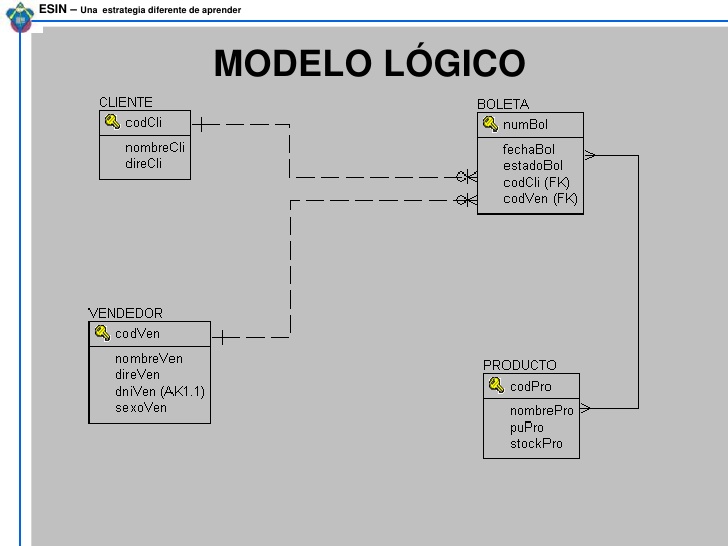 ESIN – Una estrategia diferente de aprender
MODELO LÓGICO
CLIENTE
codCli
nombreCli
direCli
BOLETA
numBol
fechaBol
estadoBol
codCli (FK)
codVen (FK)
VENDEDOR
codVen
nombreVen
direVen
dniVen (AK1.1)
sexoVen
PRODUCTO
codPro
nombrePro
puPro
stockPro